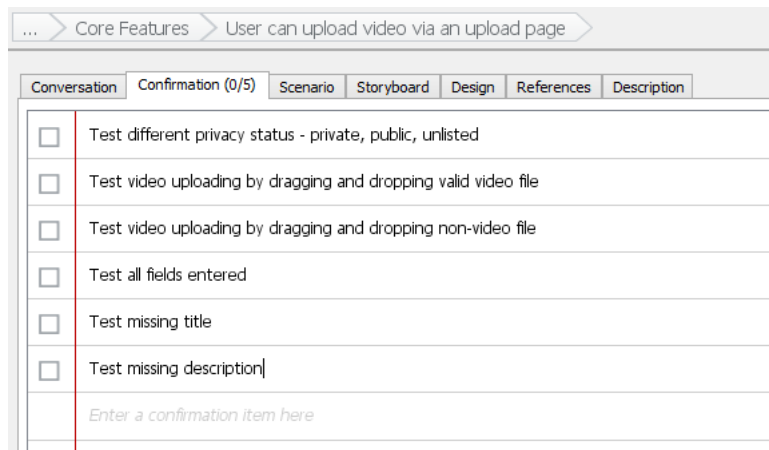 ... Core Features User can upload video via an upload page
Conversation Confirmation (0/5) Scenario Storyboard Design References Description
Test different privacy status - private, public, unlisted
Test video uploading by dragging and dropping valid video file
Test video uploading by dragging and dropping non-video file
Test all fields entered
Test missing title
Test missing description
Enter a confirmation item here